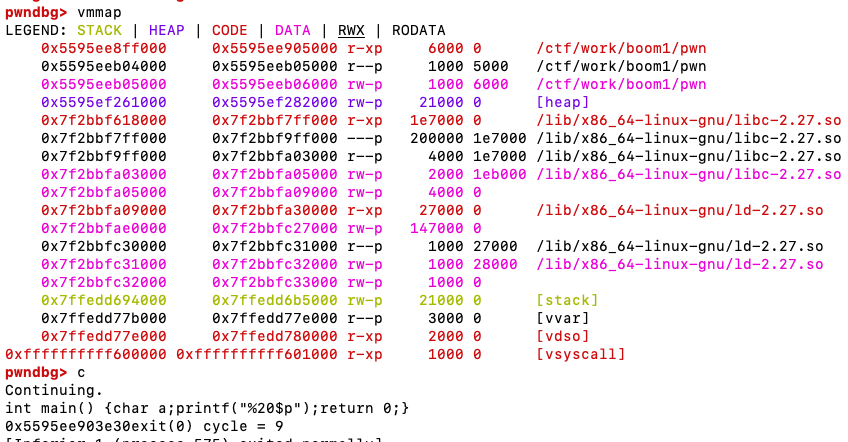 pwndbg> vmmap
LEGEND: STACK | HEAP | CODE | DATA | RWX | RODATA
0x5595ee8ff000 0x5595ee905000 r-xp 6000 0 /ctf/work/boom1/pwn
0x5595eeb04000 0x5595eeb05000 r--p 1000 5000 /ctf/work/boom1/pwn
0x5595eeb05000 0x5595eeb06000 rw-p 1000 6000 /ctf/work/boom1/pwn
0x5595ef261000 0x5595ef282000 rw-p 21000 0 [heap]
0x7f2bbf618000 0x7f2bbf7ff000 r-xp 1e7000 0 /lib/x86_64-linux-gnu/libc-2.27.so
0x7f2bbf7ff000 0x7f2bbf9ff000 ---p 200000 1e7000 /lib/x86_64-linux-gnu/libc-2.27.so
0x7f2bbf9ff000 0x7f2bbfa03000 r--p 4000 1e7000 /lib/x86_64-linux-gnu/libc-2.27.so
0x7f2bbfa03000 0x7f2bbfa05000 rw-p 2000 1eb000 /lib/x86_64-linux-gnu/libc-2.27.so
0x7f2bbfa05000 0x7f2bbfa09000 rw-p 4000 0
0x7f2bbfa09000 0x7f2bbfa30000 r-xp 27000 0 /lib/x86_64-linux-gnu/ld-2.27.so
0x7f2bbfae0000 0x7f2bbfc27000 rw-p 147000 0
0x7f2bbfc30000 0x7f2bbfc31000 r--p 1000 27000 /lib/x86_64-linux-gnu/ld-2.27.so
0x7f2bbfc31000 0x7f2bbfc32000 rw-p 1000 28000 /lib/x86_64-linux-gnu/ld-2.27.so
0x7f2bbfc32000 0x7f2bbfc33000 rw-p 1000 0
0x7ffedd694000 0x7ffedd6b5000 rw-p 21000 0 [stack]
0x7ffedd77b000 0x7ffedd77e000 r--p 3000 0 [vvar]
0x7ffedd77e000 0x7ffedd780000 r-xp 2000 0 [vdso]
0xffffffffff600000 0xffffffffff601000 r-xp 1000 0 [vsyscall]
pwndbg> c
Continuing.
int main() {char a;printf("%20$p");return 0;}
0x5595ee903e30exit(0) cycle = 9
[Inferior 1 (process 575) exited normally]